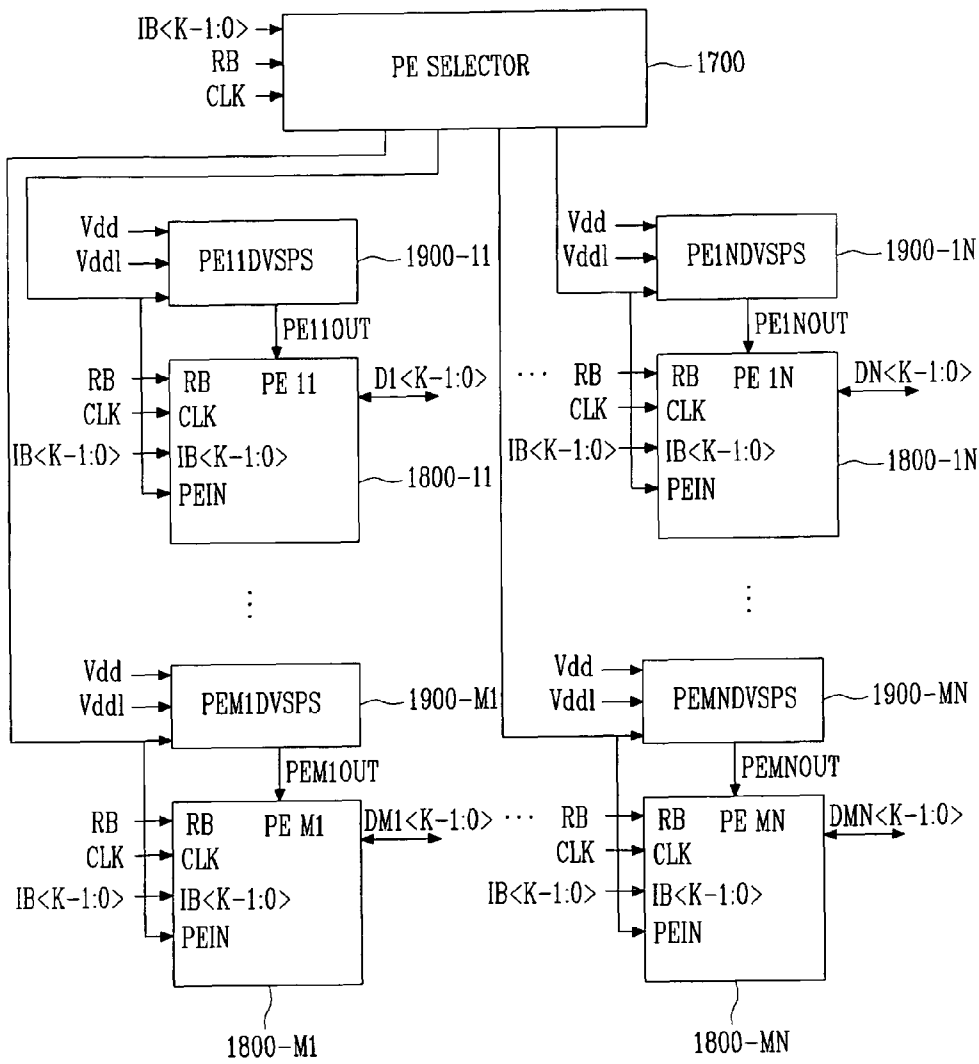 IB<K-1:0>
RB
CLK
PE SELECTOR
1700
Vdd
Vddl
PE11DVSPS
1900-11
Vdd
Vddl
PE1NDVSPS
1900-1N
PE11OUT
PE1NOUT
RB
CLK
IB<K-1:0>
RB
PE 11
CLK
IB<K-1:0>
PEIN
D1<K-1:0>
1800-11
...
RB
CLK
IB<K-1:0>
RB
PE 1N
CLK
IB<K-1:0>
PEIN
DN<K-1:0>
1800-1N
⋮
⋮
Vdd
Vddl
PEM1DVSPS
1900-M1
Vdd
Vddl
PEMNDVSPS
1900-MN
PEM1OUT
PEMNOUT
RB
CLK
IB<K-1:0>
RB
PE M1
CLK
IB<K-1:0>
PEIN
DM1<K-1:0>
...
RB
CLK
IB<K-1:0>
RB
PE MN
CLK
IB<K-1:0>
PEIN
DMN<K-1:0>
1800-M1
1800-MN